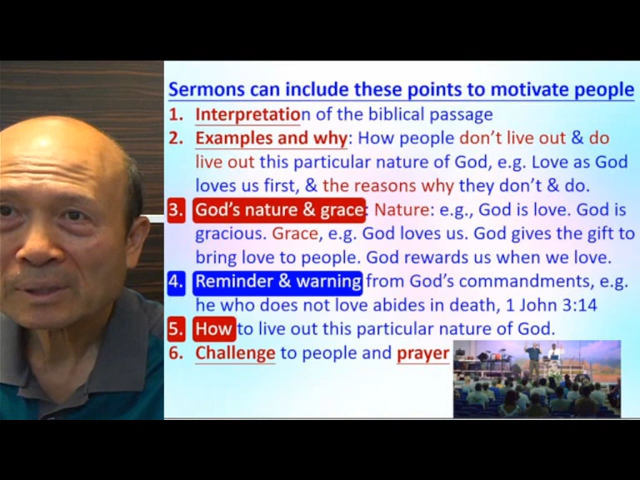 Sermons can include these points to motivate people
1. Interpretation of the biblical passage
2. Examples and why: How people don't live out & do
live out this particular nature of God, e.g. Love as God
loves us first, & the reasons why they don't & do.
3. God's nature & grace: Nature: e.g., God is love. God is
gracious. Grace, e.g. God loves us. God gives the gift to
bring love to people. God rewards us when we love.
4. Reminder & warning from God's commandments, e.g.
he who does not love abides in death, 1 John 3:14
5. How to live out this particular nature of God.
6. Challenge to people and prayer